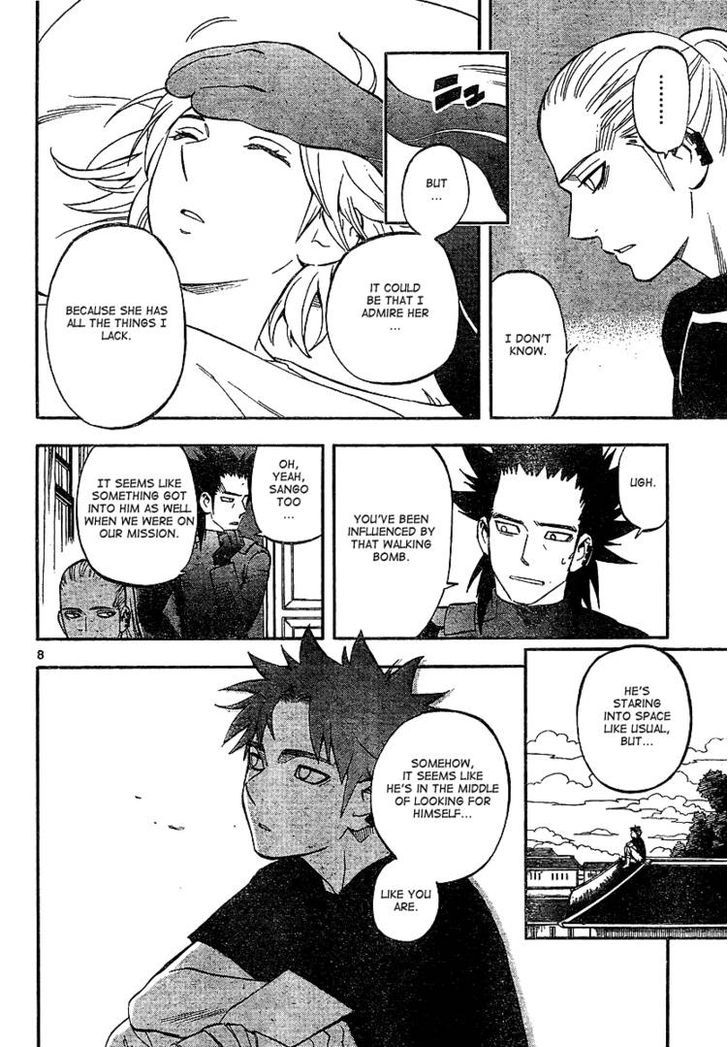 .......
I DON'T
KNOW.
ミュ
BUT
...
IT COULD
BE THAT I
ADMIRE HER
...
BECAUSE SHE HAS
ALL THE THINGS I
LACK.
UGH.
YOU'VE BEEN
INFLUENCED BY
THAT WALKING
BOMB.
OH,
YEAH,
SANGO
TOO
...
IT SEEMS LIKE
SOMETHING GOT
INTO HIM AS WELL
WHEN WE WERE ON
OUR MISSION.
8
HE'S
STARING
INTO SPACE
LIKE USUAL,
BUT...
SOMEHOW,
IT SEEMS LIKE
HE'S IN THE MIDDLE
OF LOOKING FOR
HIMSELF...
LIKE YOU
ARE.